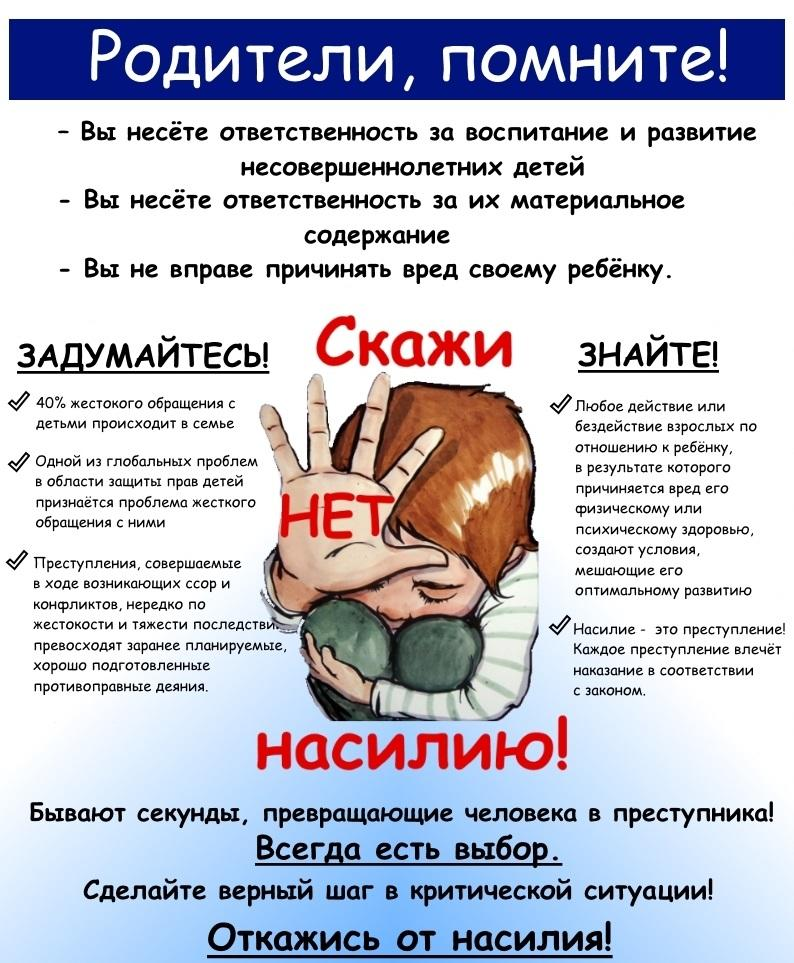 Родители, помните!
– Вы несёте ответственность за воспитание и развитие
несовершеннолетних детей
- Вы несёте ответственность за их материальное
содержание
- Вы не вправе причинять вред своему ребёнку.
Скажи
НЕТ
насилию!
ЗАДУМАЙТЕСЬ!
40% жестокого обращения с
детьми происходит в семье
Одной из глобальных проблем
в области защиты прав детей
признаётся проблема жесткого
обращения с ними
Преступления, совершаемые
в ходе возникающих ссор и
конфликтов, нередко по
жестокости и тяжести последстви
превосходят заранее планируемые,
хорошо подготовленные
противоправные деяния.
ЗНАЙТЕ!
Любое действие или
бездействие взрослых по
отношению к ребёнку,
в результате которого
причиняется вред его
физическому или
психическому здоровью,
создают условия,
мешающие его
оптимальному развитию
Насилие - это преступление!
Каждое преступление влечёт
наказание в соответствии
с законом.
Бывают секунды, превращающие человека в преступника!
Всегда есть выбор.
Сделайте верный шаг в критической ситуации!
Откажись от насилия!